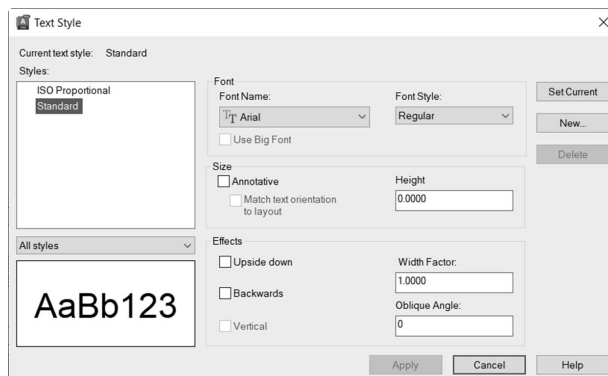 Text Style
Current text style: Standard
Styles:
ISO Proportional
Standard
All styles
AaBb123
Font
Font Name:
Arial
Use Big Font
Font Style:
Regular
Size
Annotative
Match text orientation
to layout
Height
0.0000
Effects
Upside down
Backwards
Vertical
Width Factor:
1.0000
Oblique Angle:
0
Set Current
New...
Delete
Apply
Cancel
Help